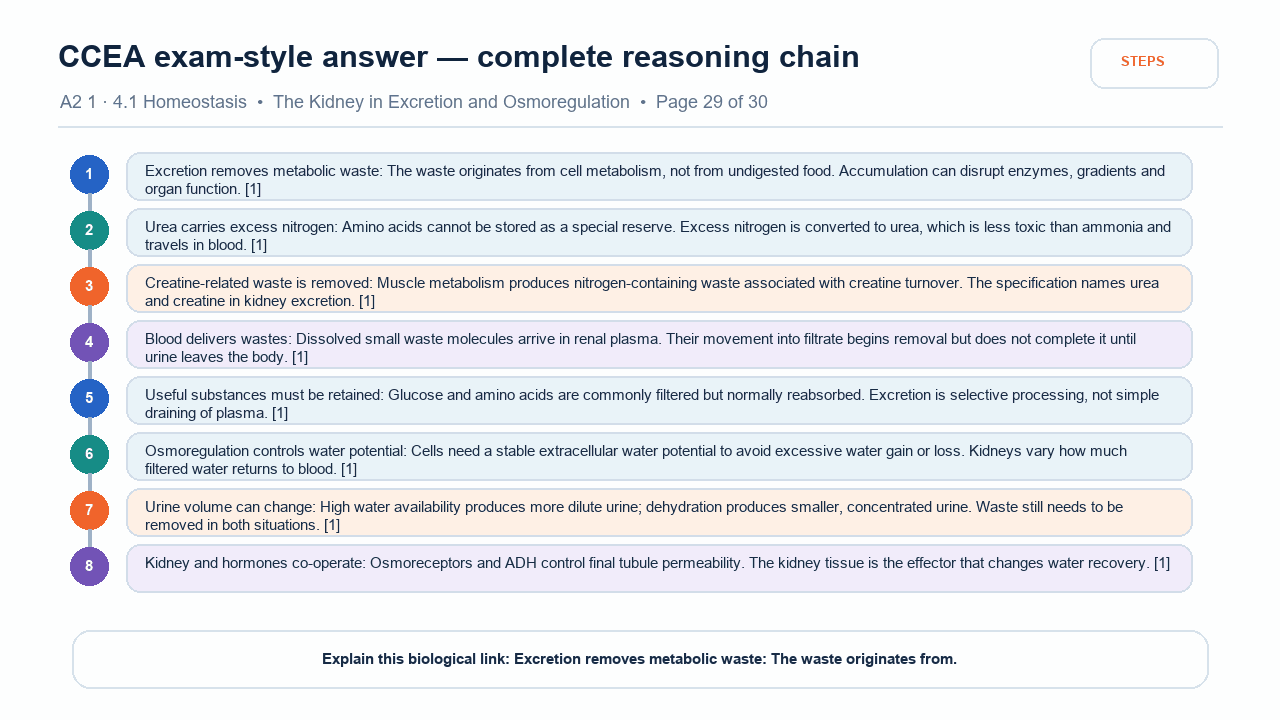 CCEA exam-style answer — complete reasoning chain
STEPS
A2 1 · 4.1 Homeostasis • The Kidney in Excretion and Osmoregulation • Page 29 of 30
1
Excretion removes metabolic waste: The waste originates from cell metabolism, not from undigested food. Accumulation can disrupt enzymes, gradients and
organ function. [1]
2
Urea carries excess nitrogen: Amino acids cannot be stored as a special reserve. Excess nitrogen is converted to urea, which is less toxic than ammonia and
travels in blood. [1]
3
Creatine-related waste is removed: Muscle metabolism produces nitrogen-containing waste associated with creatine turnover. The specification names urea
and creatine in kidney excretion. [1]
4
Blood delivers wastes: Dissolved small waste molecules arrive in renal plasma. Their movement into filtrate begins removal but does not complete it until
urine leaves the body. [1]
5
Useful substances must be retained: Glucose and amino acids are commonly filtered but normally reabsorbed. Excretion is selective processing, not simple
draining of plasma. [1]
6
Osmoregulation controls water potential: Cells need a stable extracellular water potential to avoid excessive water gain or loss. Kidneys vary how much
filtered water returns to blood. [1]
7
Urine volume can change: High water availability produces more dilute urine; dehydration produces smaller, concentrated urine. Waste still needs to be
removed in both situations. [1]
8
Kidney and hormones co-operate: Osmoreceptors and ADH control final tubule permeability. The kidney tissue is the effector that changes water recovery. [1]
Explain this biological link: Excretion removes metabolic waste: The waste originates from.